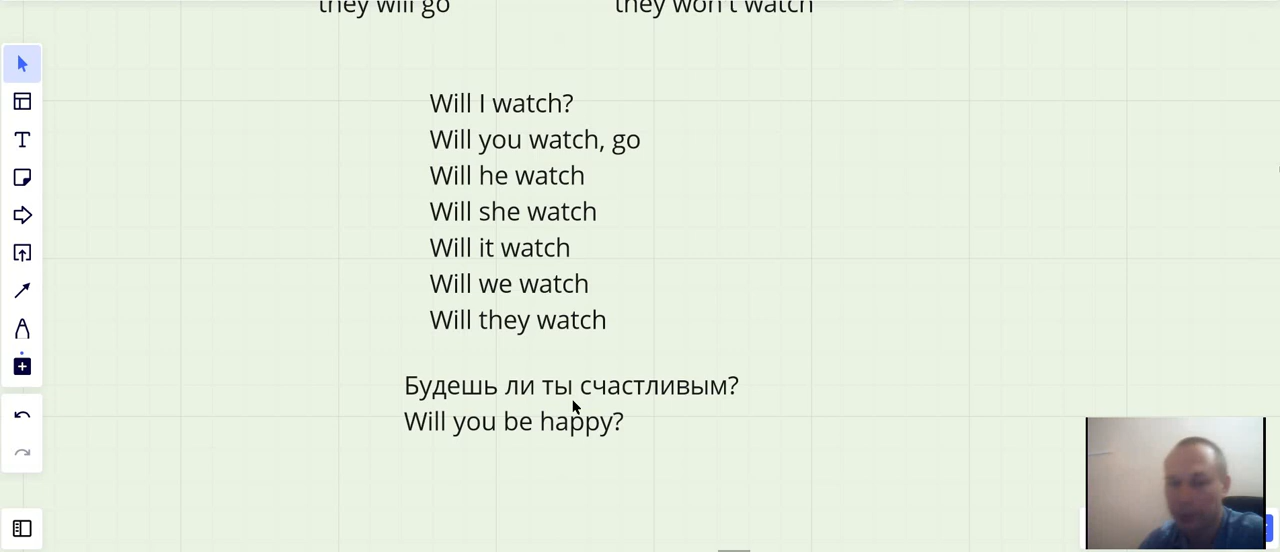 they will go they won't watch
Will I watch?
Will you watch, go
Will he watch
Will she watch
Will it watch
Will we watch
Will they watch
Будешь ли ты счастливым?
Will you be happy?